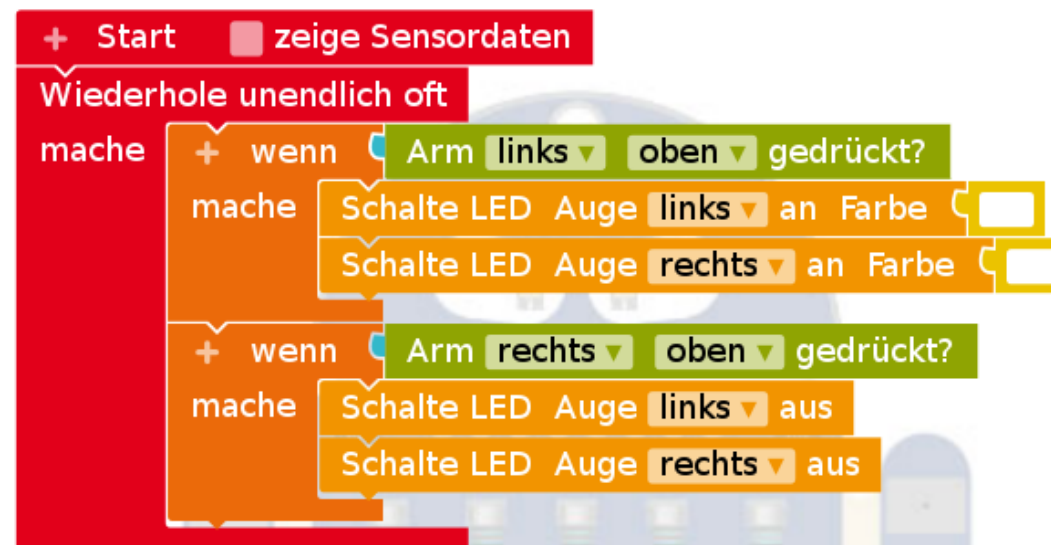 + Start zeige Sensordaten
Wiederhole unendlich oft
mache + wenn Arm links ▾ oben ▾ gedrückt?
mache Schalte LED Auge links ▾ an Farbe
Schalte LED Auge rechts ▾ an Farbe
+ wenn Arm rechts ▾ oben ▾ gedrückt?
mache Schalte LED Auge links ▾ aus
Schalte LED Auge rechts ▾ aus